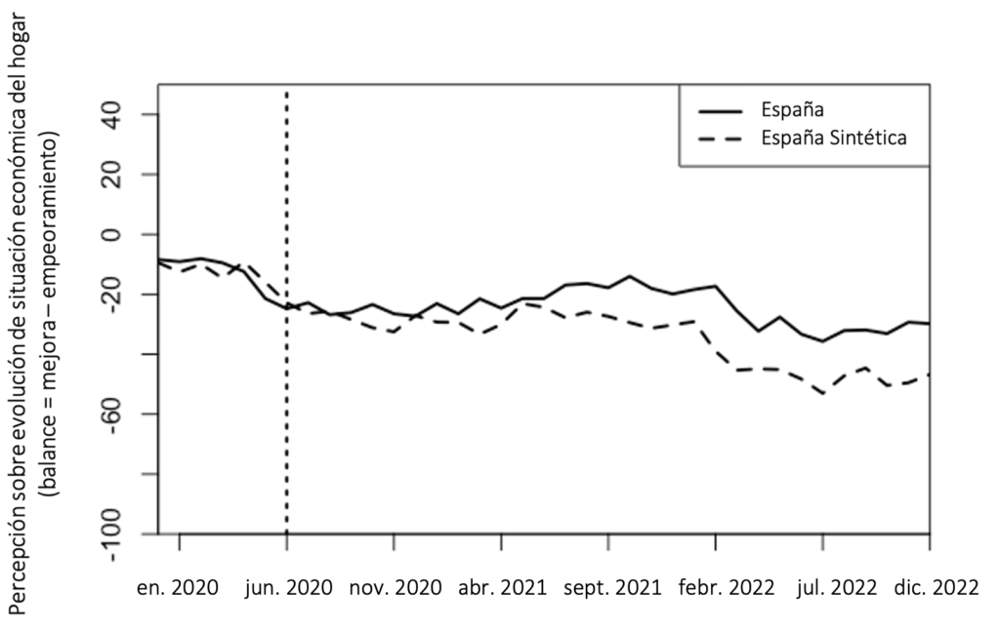 Percepción sobre evolución de situación económica del hogar
(balance = mejora – empeoramiento)
40
20
0
-20
-60
-100
España
España Sintética
en. 2020 jun. 2020 nov. 2020 abr. 2021 sept. 2021 febr. 2022 jul. 2022 dic. 2022